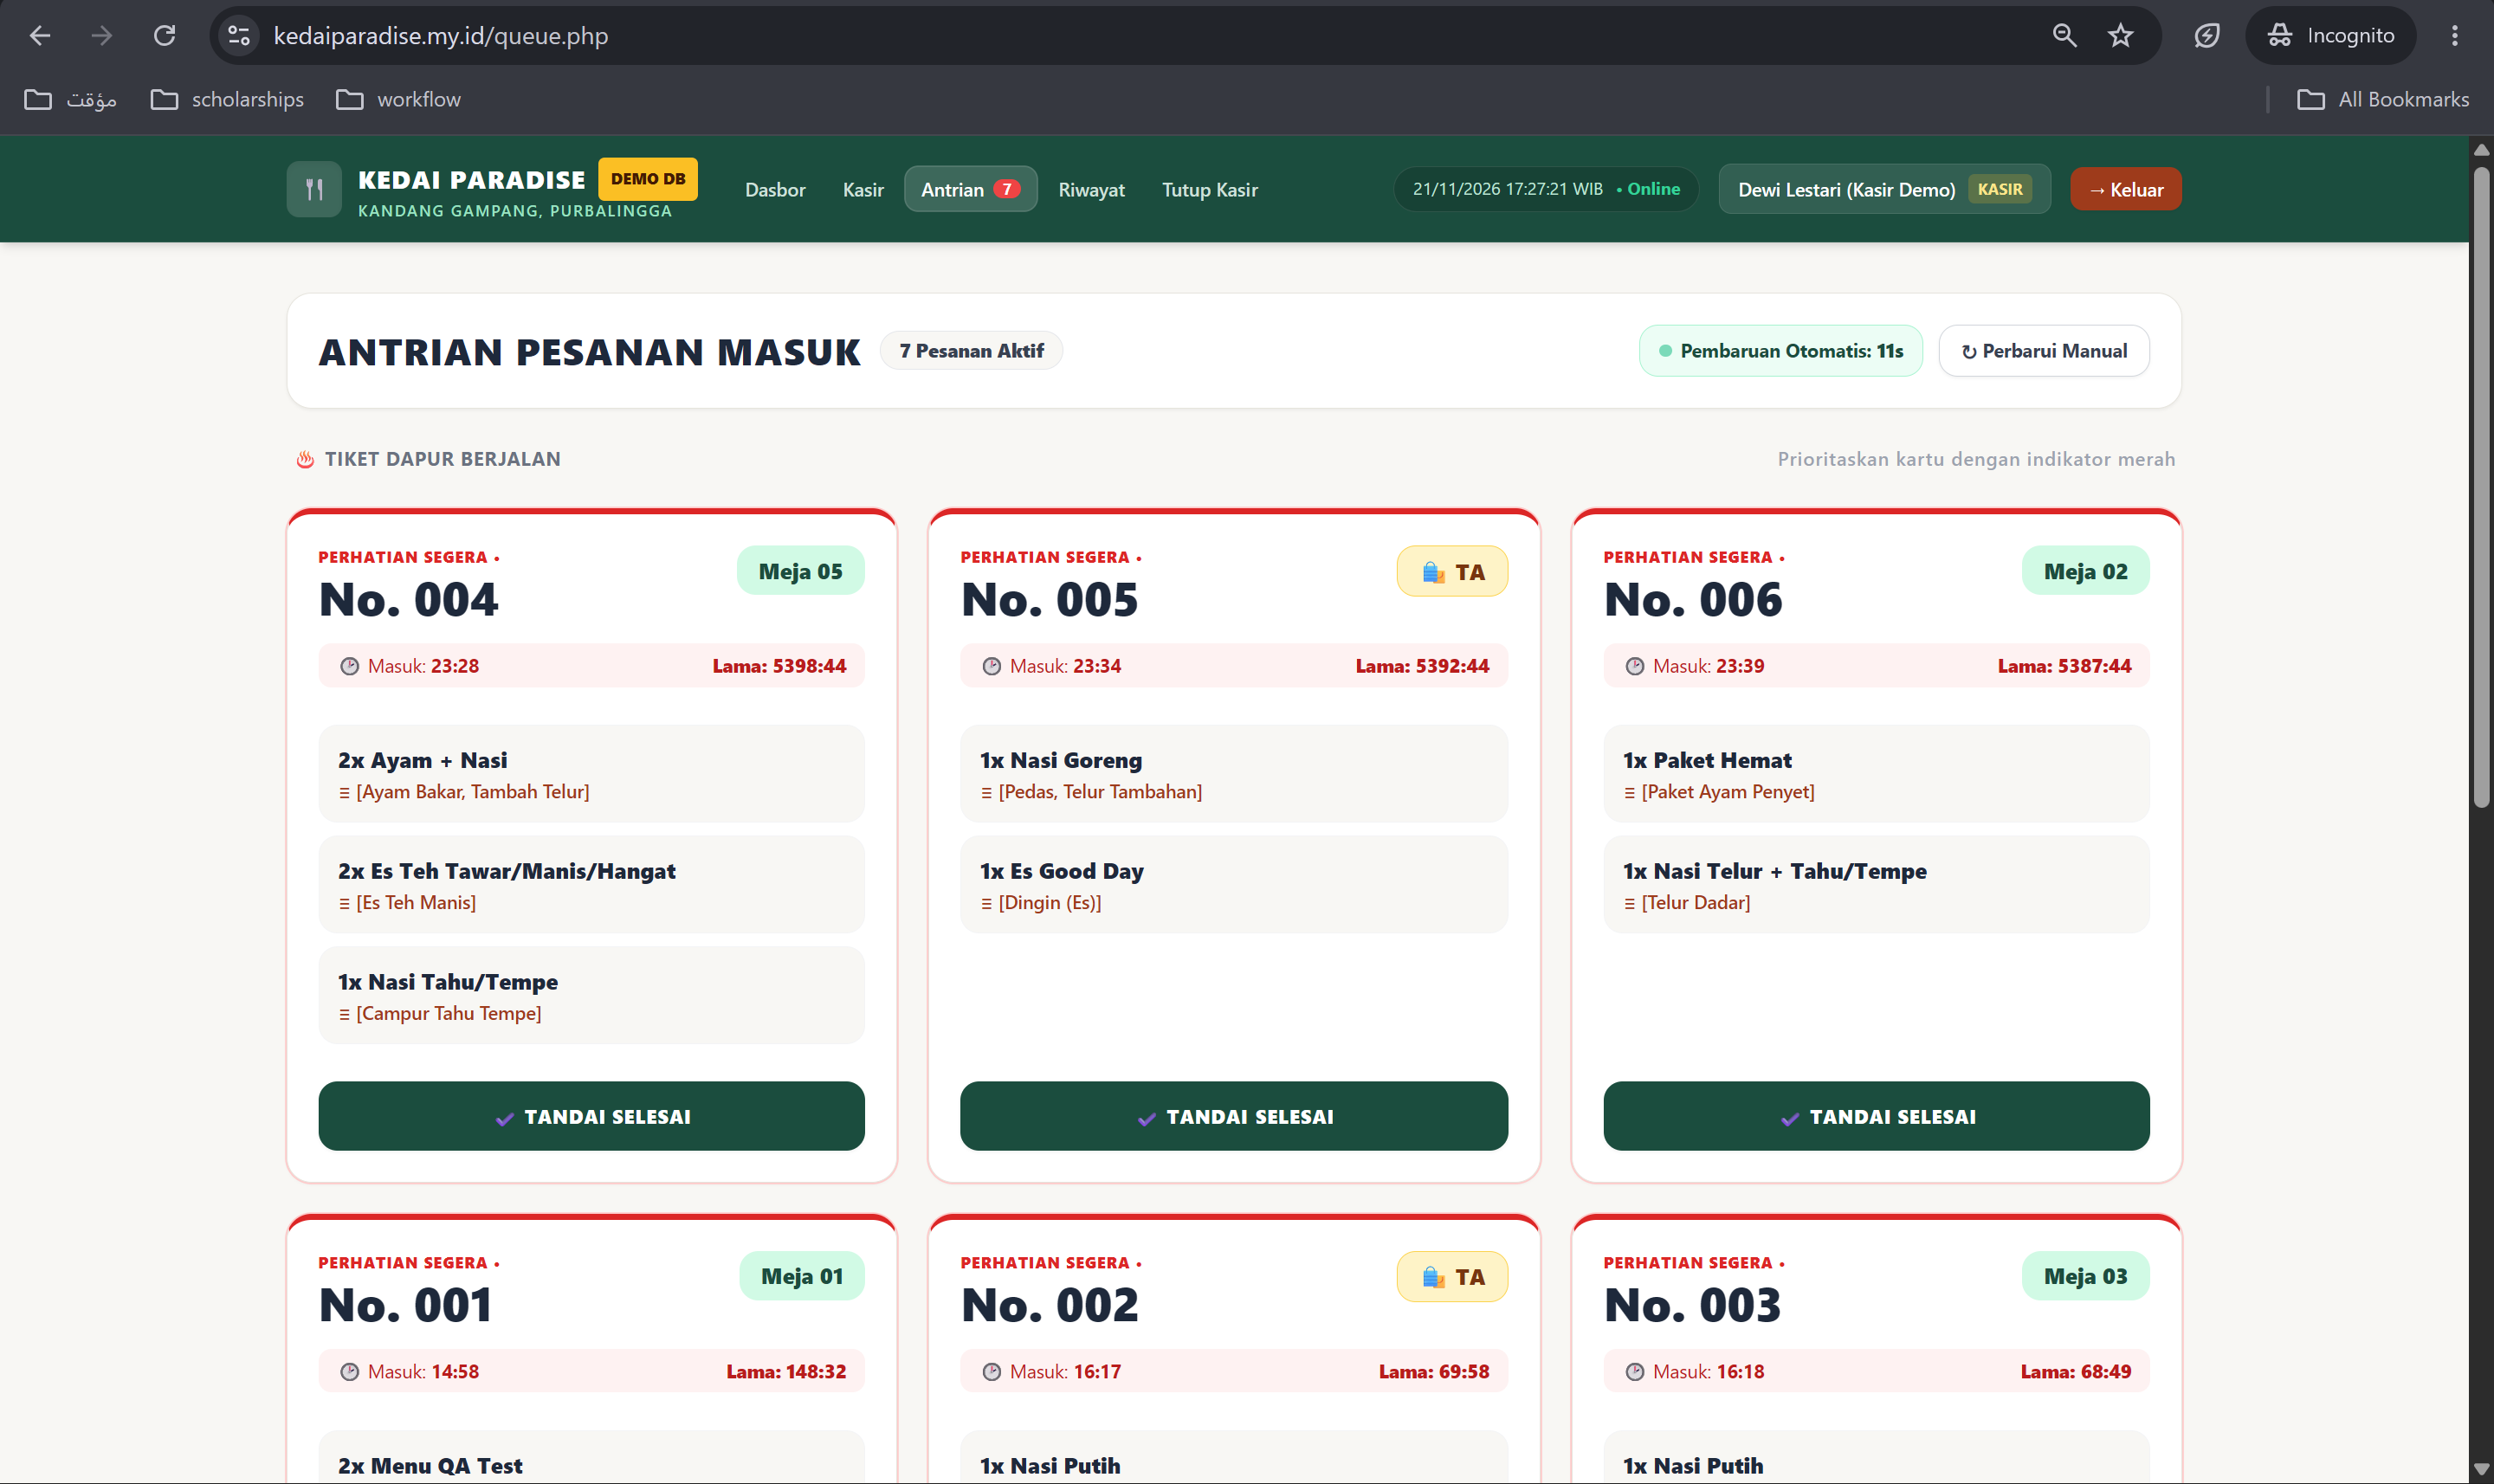 kedaiparadise.my.id/queue.php
Incognito
مؤقت
scholarships
workflow
All Bookmarks
KEDAI PARADISE
DEMO DB
KANDANG GAMPANG, PURBALINGGA
Dasbor
Kasir
Antrian 7
Riwayat
Tutup Kasir
21/11/2026 17:27:21 WIB • Online
Dewi Lestari (Kasir Demo) KASIR
→ Keluar
ANTRIAN PESANAN MASUK
7 Pesanan Aktif
Pembaruan Otomatis: 11s
↻ Perbarui Manual
TIKET DAPUR BERJALAN
Prioritaskan kartu dengan indikator merah
PERHATIAN SEGERA •
No. 004
Meja 05
Masuk: 23:28
Lama: 5398:44
2x Ayam + Nasi
[Ayam Bakar, Tambah Telur]
2x Es Teh Tawar/Manis/Hangat
[Es Teh Manis]
1x Nasi Tahu/Tempe
[Campur Tahu Tempe]
TANDAI SELESAI
PERHATIAN SEGERA •
No. 005
TA
Masuk: 23:34
Lama: 5392:44
1x Nasi Goreng
[Pedas, Telur Tambahan]
1x Es Good Day
[Dingin (Es)]
TANDAI SELESAI
PERHATIAN SEGERA •
No. 006
Meja 02
Masuk: 23:39
Lama: 5387:44
1x Paket Hemat
[Paket Ayam Penyet]
1x Nasi Telur + Tahu/Tempe
[Telur Dadar]
TANDAI SELESAI
PERHATIAN SEGERA •
No. 001
Meja 01
Masuk: 14:58
Lama: 148:32
2x Menu QA Test
PERHATIAN SEGERA •
No. 002
TA
Masuk: 16:17
Lama: 69:58
1x Nasi Putih
PERHATIAN SEGERA •
No. 003
Meja 03
Masuk: 16:18
Lama: 68:49
1x Nasi Putih